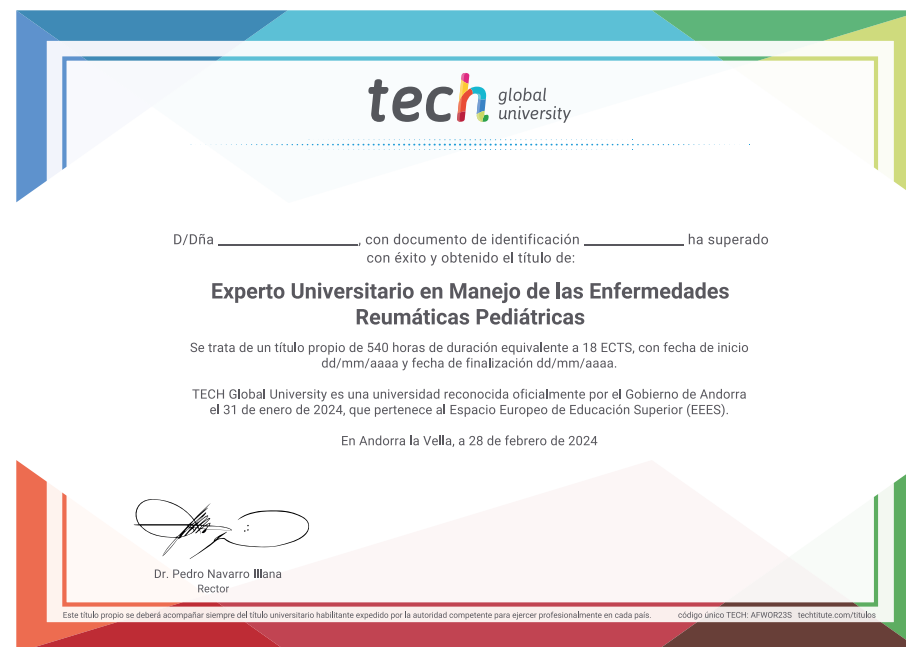 tech global university
D/Dña ____________________, con documento de identificación ______________ ha superado
con éxito y obtenido el título de:
Experto Universitario en Manejo de las Enfermedades
Reumáticas Pediátricas
Se trata de un título propio de 540 horas de duración equivalente a 18 ECTS, con fecha de inicio
dd/mm/aaaa y fecha de finalización dd/mm/aaaa.
TECH Global University es una universidad reconocida oficialmente por el Gobierno de Andorra
el 31 de enero de 2024, que pertenece al Espacio Europeo de Educación Superior (EEES).
En Andorra la Vella, a 28 de febrero de 2024
Dr. Pedro Navarro Illana
Rector
Este título propio se deberá acompañar siempre del título universitario habilitante expedido por la autoridad competente para ejercer profesionalmente en cada país. código único TECH: AFWOR23S techtitute.com/titulos